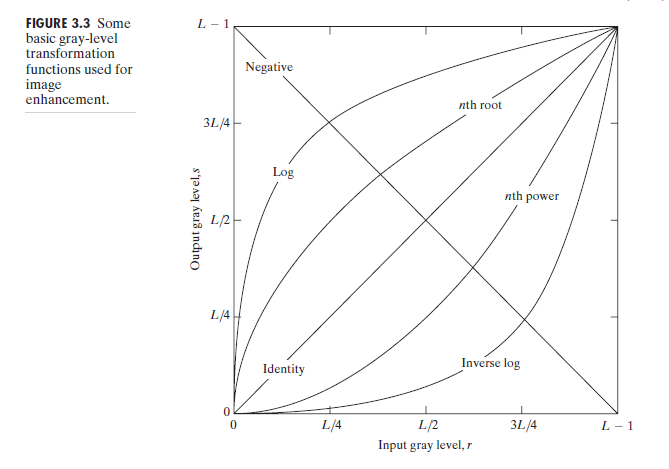 FIGURE 3.3 Some
basic gray-level
transformation
functions used for
image
enhancement.
L − 1
Negative
nth root
3L/4
Log
nth power
Output gray level, s
L/2
L/4
Identity
Inverse log
0
0
L/4
L/2
3L/4
L − 1
Input gray level, r